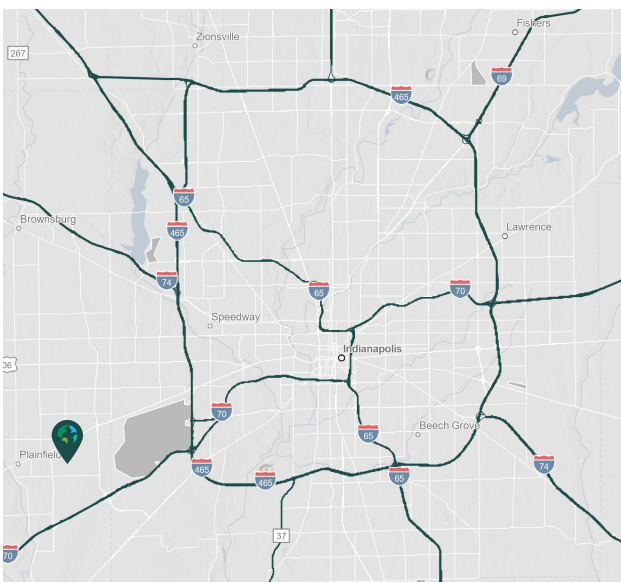 Fishers
Zionsville
267
69
465
65
Brownsburg
Lawrence
465
74
65
70
Speedway
Indianapolis
36
70
Beech Grove
65
Plainfield
465
74
465
65
37
70